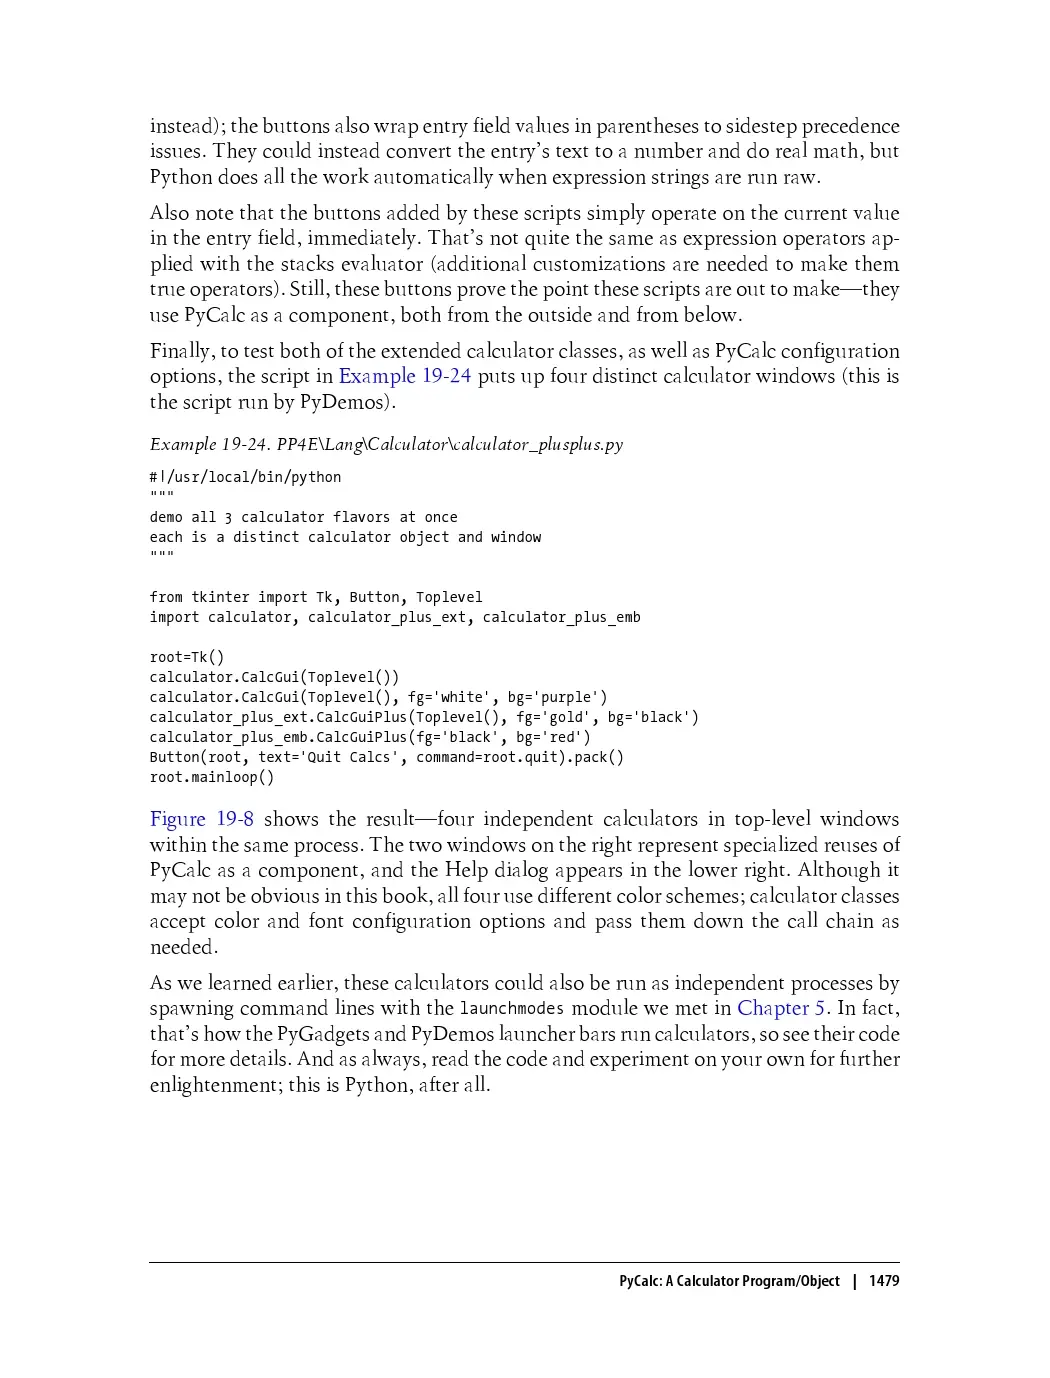 instead); the buttons also wrap entry field values in parentheses to sidestep precedence
issues. They could instead convert the entry's text to a number and do real math, but
Python does all the work automatically when expression strings are run raw.
Also note that the buttons added by these scripts simply operate on the current value
in the entry field, immediately. That's not quite the same as expression operators ap-
plied with the stacks evaluator (additional customizations are needed to make them
true operators). Still, these buttons prove the point these scripts are out to make—they
use PyCalc as a component, both from the outside and from below.
Finally, to test both of the extended calculator classes, as well as PyCalc configuration
options, the script in Example 19-24 puts up four distinct calculator windows (this is
the script run by PyDemos).
Example 19-24. PP4E\Lang\Calculator\calculator_plusplus.py
#!/usr/local/bin/python
"""
demo all 3 calculator flavors at once
each is a distinct calculator object and window
"""
from tkinter import Tk, Button, Toplevel
import calculator, calculator_plus_ext, calculator_plus_emb
root=Tk()
calculator.CalcGui(Toplevel())
calculator.CalcGui(Toplevel(), fg='white', bg='purple')
calculator_plus_ext.CalcGuiPlus(Toplevel(), fg='gold', bg='black')
calculator_plus_emb.CalcGuiPlus(fg='black', bg='red')
Button(root, text='Quit Calcs', command=root.quit).pack()
root.mainloop()
Figure 19-8 shows the result—four independent calculators in top-level windows
within the same process. The two windows on the right represent specialized reuses of
PyCalc as a component, and the Help dialog appears in the lower right. Although it
may not be obvious in this book, all four use different color schemes; calculator classes
accept color and font configuration options and pass them down the call chain as
needed.
As we learned earlier, these calculators could also be run as independent processes by
spawning command lines with the launchmodes module we met in Chapter 5. In fact,
that's how the PyGadgets and PyDemos launcher bars run calculators, so see their code
for more details. And as always, read the code and experiment on your own for further
enlightenment; this is Python, after all.
PyCalc: A Calculator Program/Object | 1479